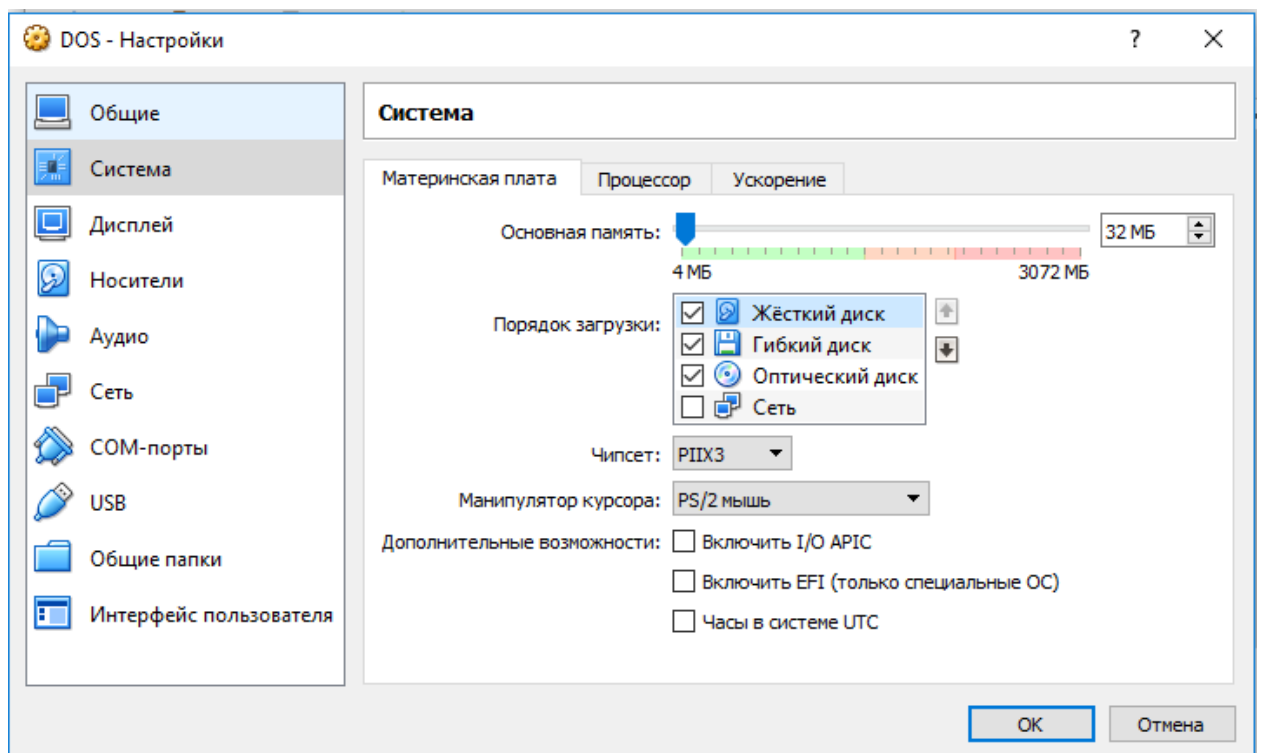 DOS - Настройки ?
Общие
Система
Дисплей
Носители
Аудио
Сеть
COM-порты
USB
Общие папки
Интерфейс пользователя
Система
Материнская плата Процессор Ускорение
Основная память: 32 МБ
4 МБ 3072 МБ
Порядок загрузки:
Жёсткий диск
Гибкий диск
Оптический диск
Сеть
Чипсет: PIIX3
Манипулятор курсора: PS/2 мышь
Дополнительные возможности: Включить I/O APIC
Включить EFI (только специальные ОС)
Часы в системе UTC
OK Отмена